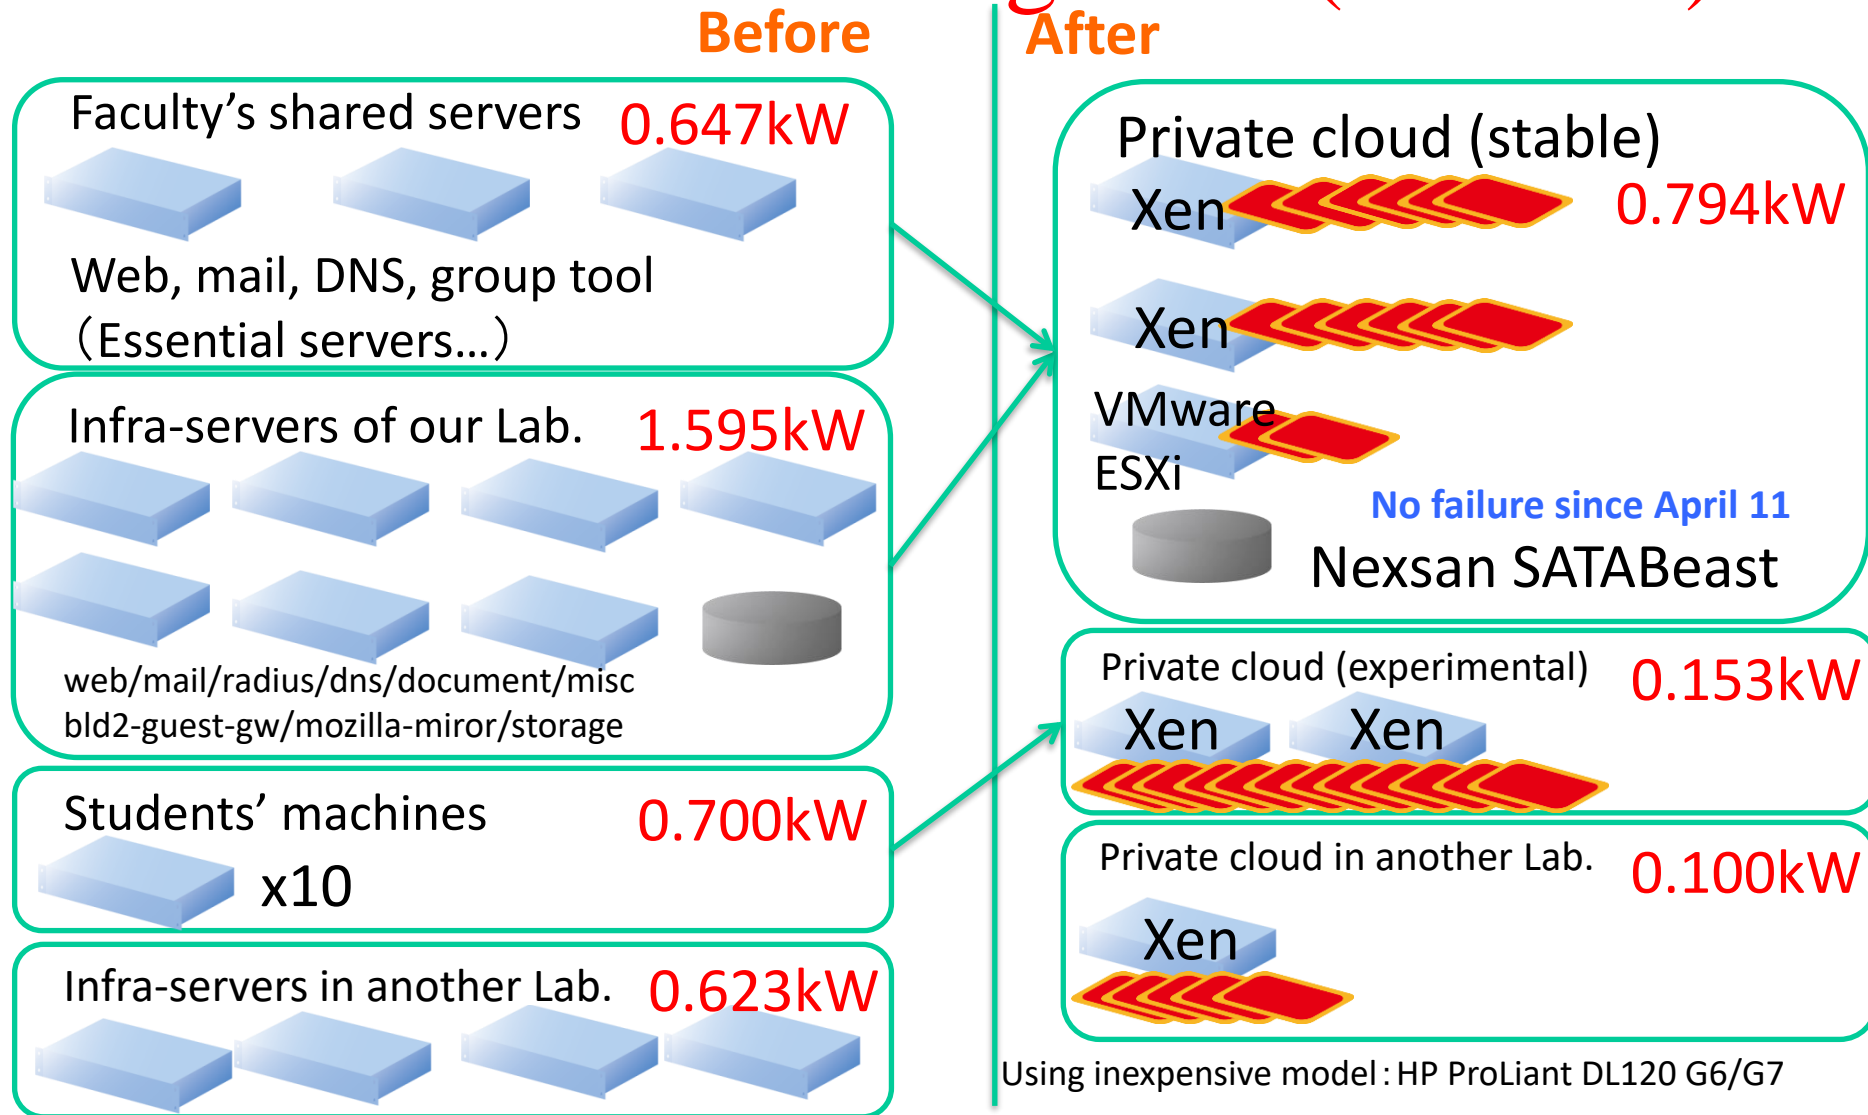 Before
Faculty’s shared servers
0.647kW
Web, mail, DNS, group tool
（Essential servers…）
Infra-servers of our Lab.
1.595kW
web/mail/radius/dns/document/misc
bld2-guest-gw/mozilla-miror/storage
Students’ machines
0.700kW
x10
Infra-servers in another Lab.
0.623kW
After
Private cloud (stable)
Xen
0.794kW
Xen
VMware
ESXi
No failure since April 11
Nexsan SATABeast
Private cloud (experimental)
0.153kW
Xen
Xen
Private cloud in another Lab.
0.100kW
Xen
Using inexpensive model : HP ProLiant DL120 G6/G7